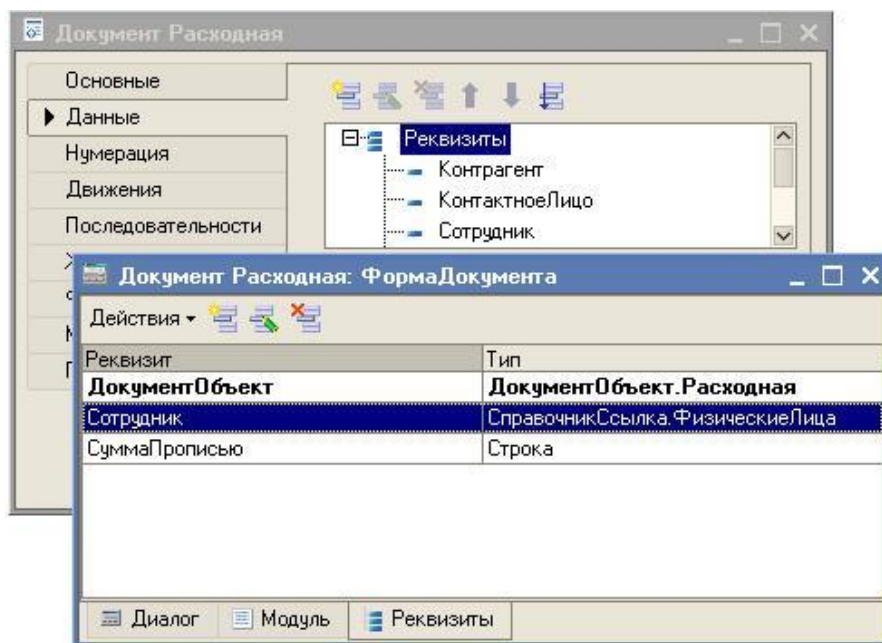 Документ Расходная
Основные
Данные
Нумерация
Движения
Последовательности
Реквизиты
Контрагент
КонтактноеЛицо
Сотрудник
Документ Расходная: ФормаДокумента
Действия
Реквизит Тип
ДокументОбъект ДокументОбъект.Расходная
Сотрудник СправочникСсылка.ФизическиеЛица
СуммаПрописью Строка
Диалог Модуль Реквизиты